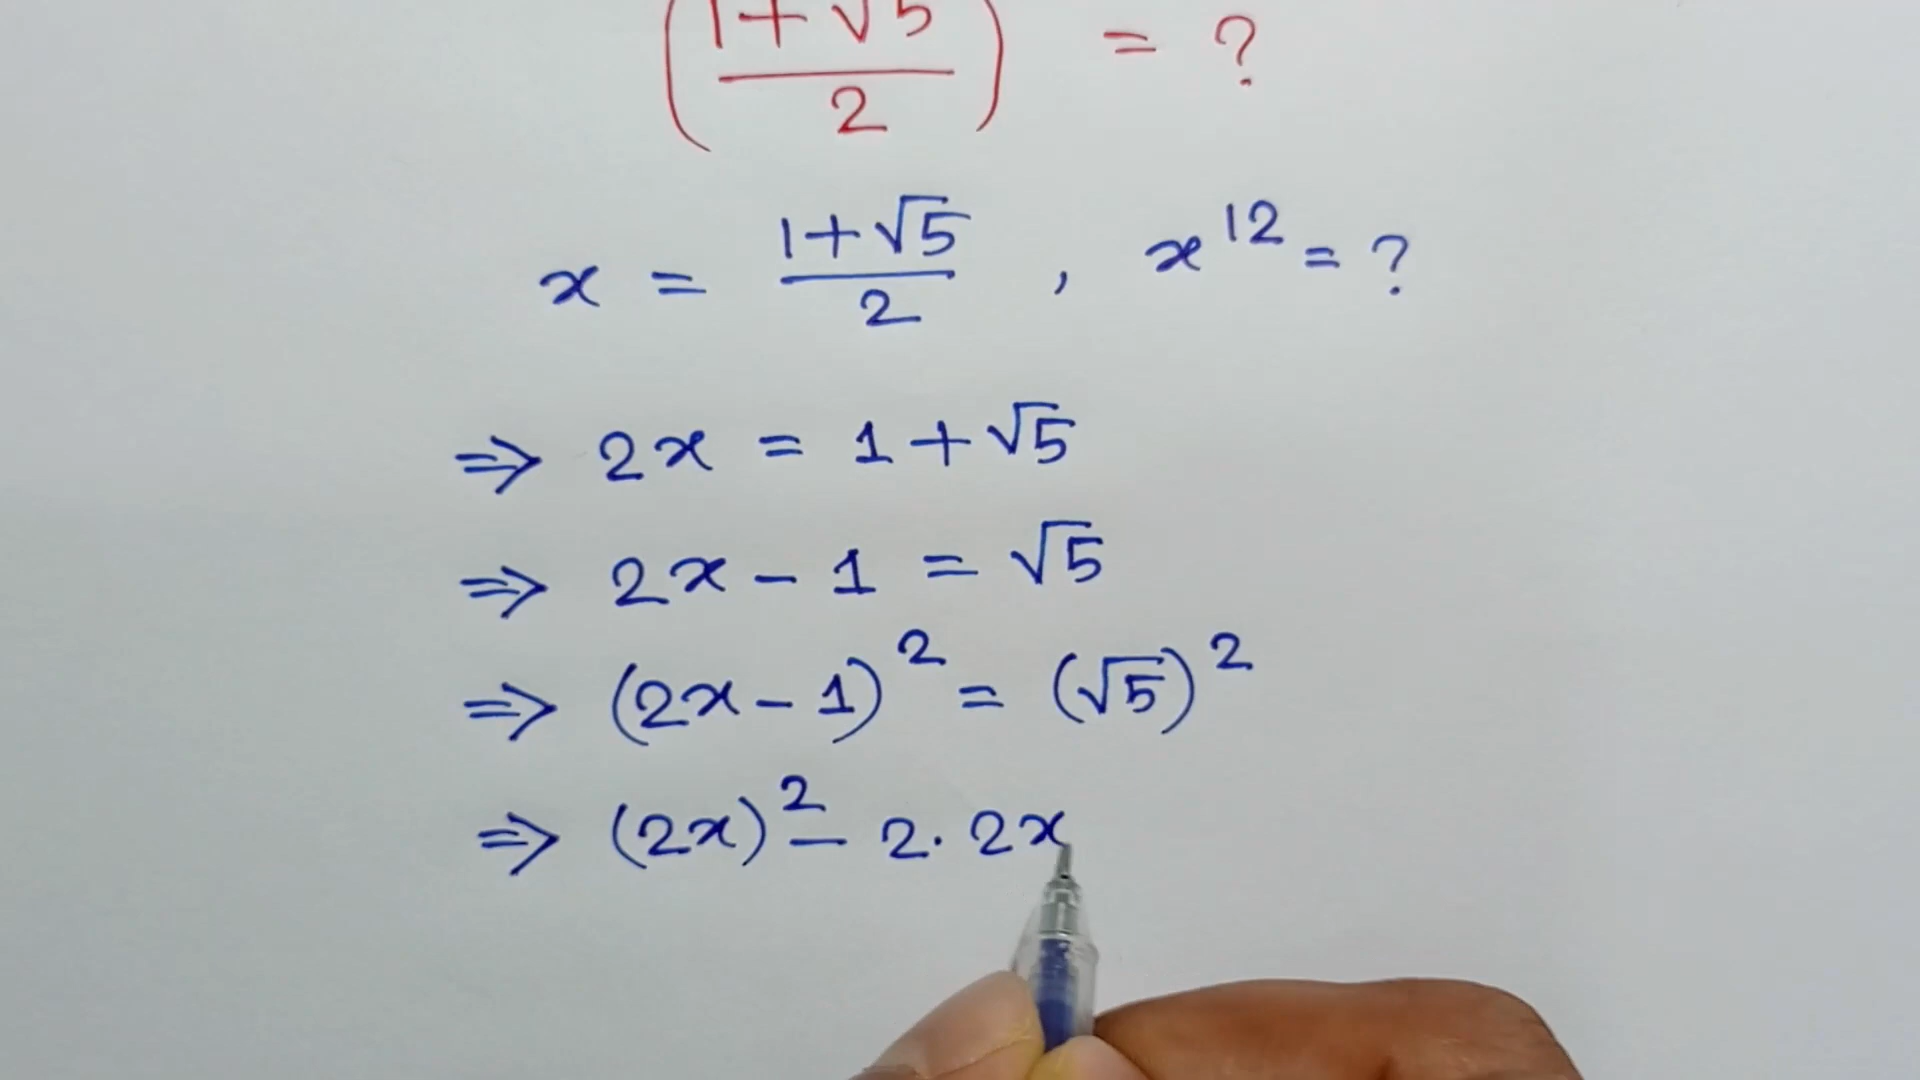 (1+√5/2) = ?
x = 1+√5/2 , x^12 = ?
⇒ 2x = 1+√5
⇒ 2x - 1 = √5
⇒ (2x - 1)^2 = (√5)^2
⇒ (2x)^2 - 2. 2x